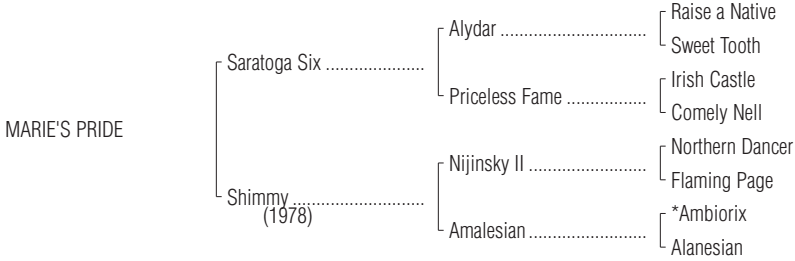 Raise a Native
Alydar ..............................
Sweet Tooth
Saratoga Six ....................
Irish Castle
Priceless Fame ................
Comely Nell
MARIE'S PRIDE
Northern Dancer
Nijinsky II ........................
Flaming Page
Shimmy ...........................
(1978)
*Ambiorix
Amalesian ........................
Alanesian